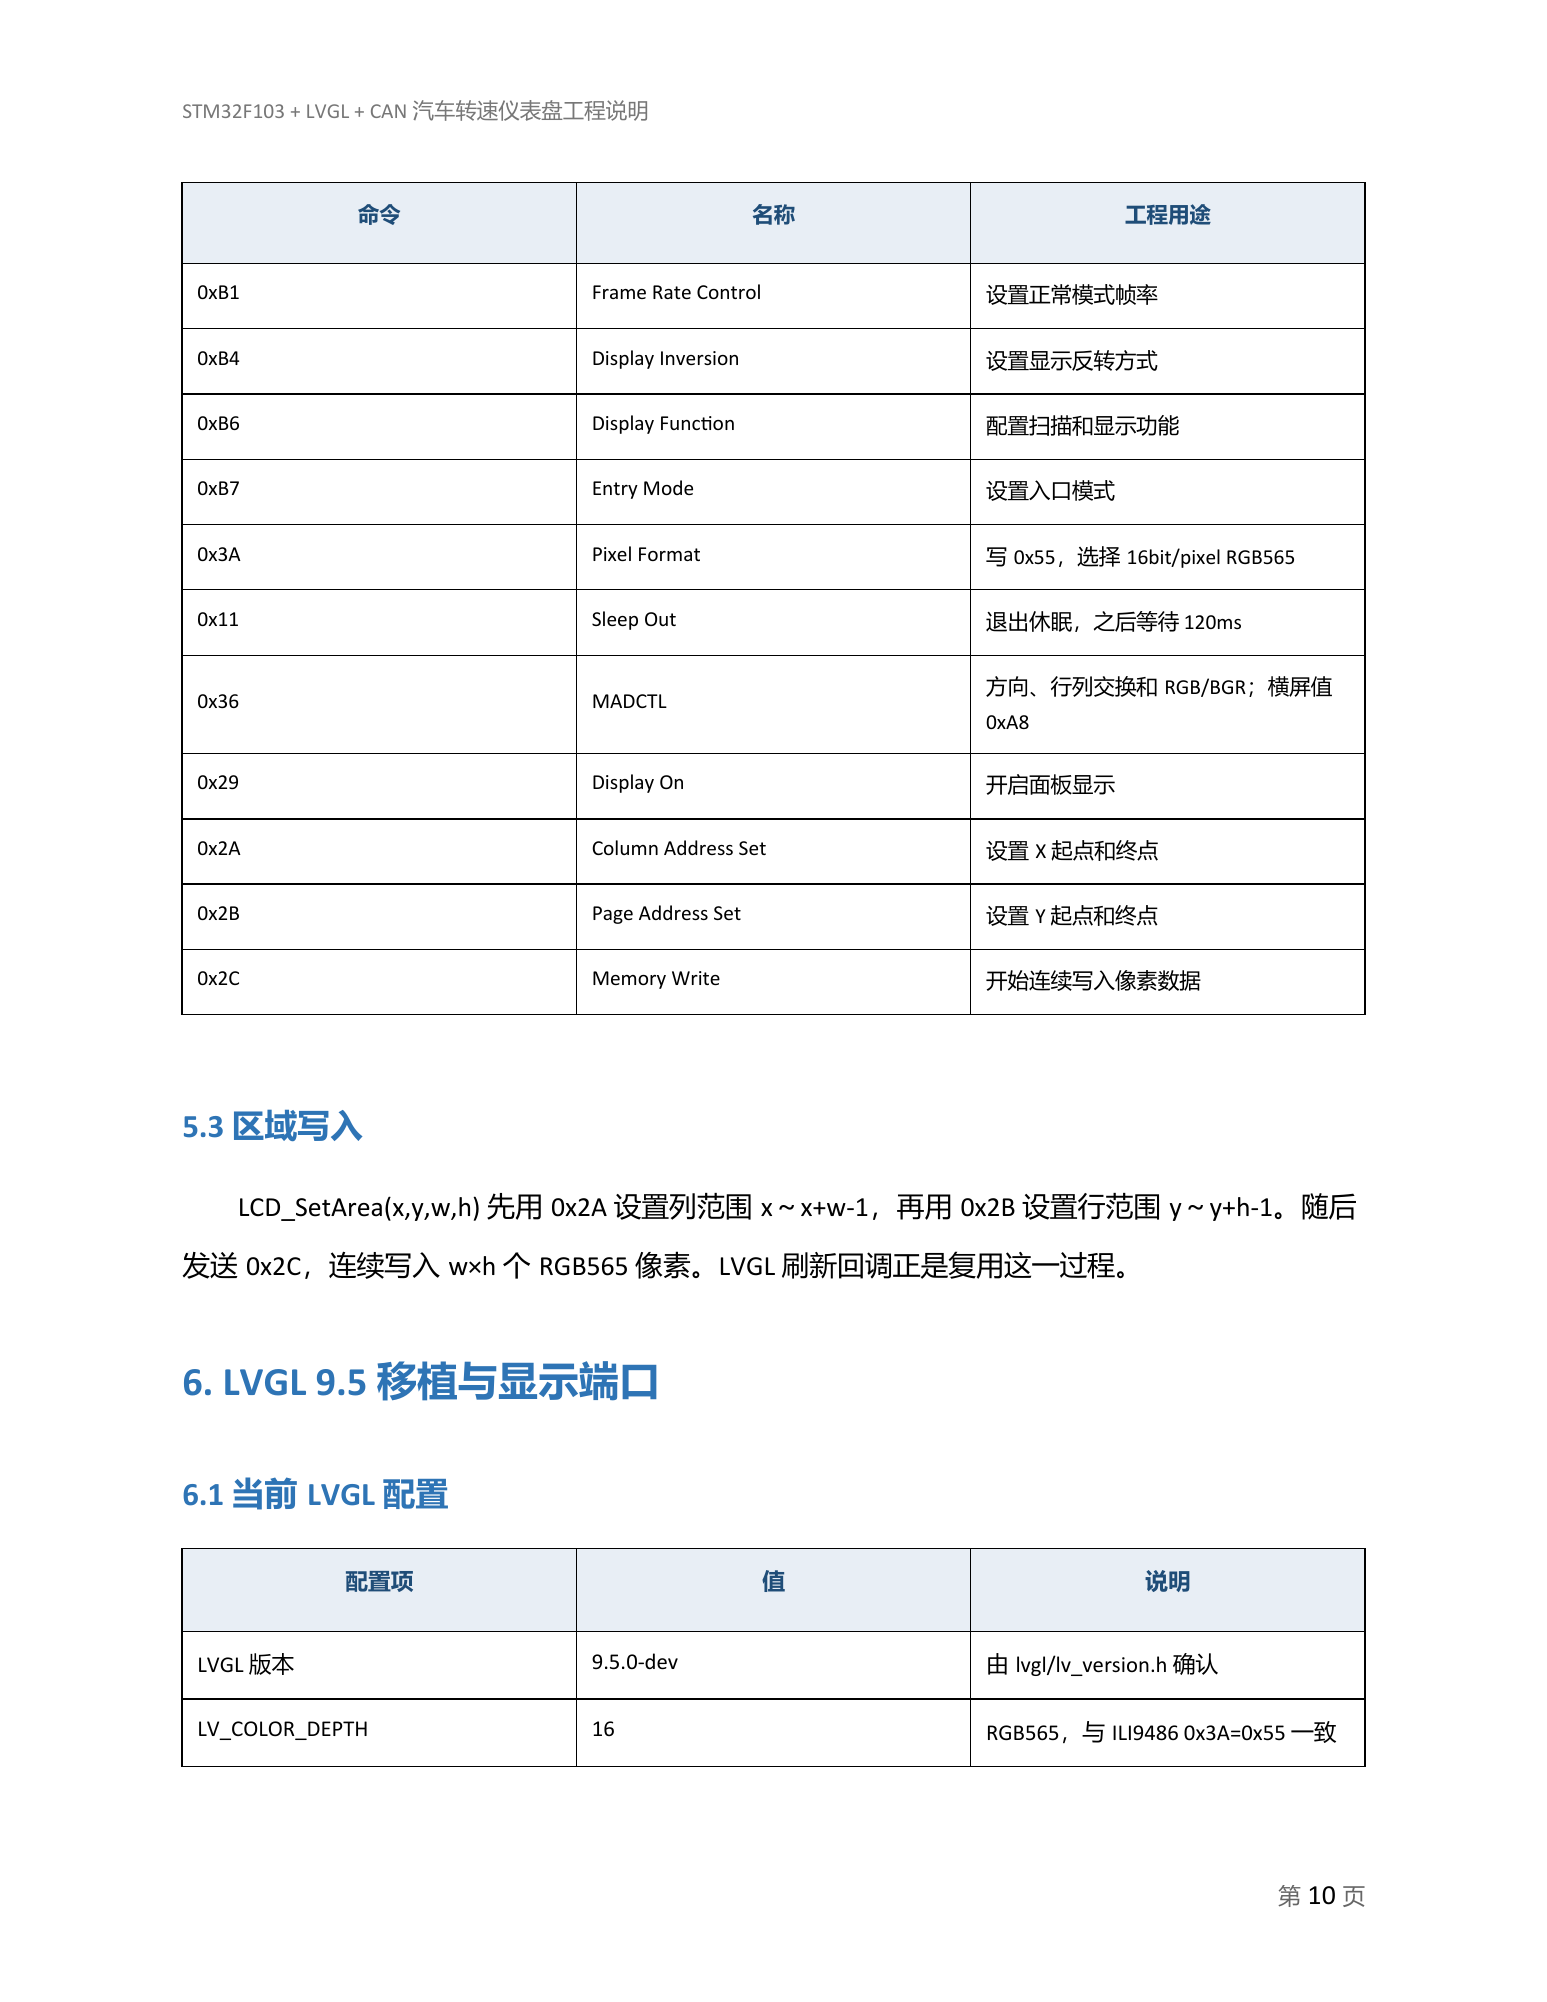 STM32F103 + LVGL + CAN 汽车转速仪表盘工程说明
命令 名称 工程用途
0xB1 Frame Rate Control 设置正常模式帧率
0xB4 Display Inversion 设置显示反转方式
0xB6 Display Function 配置扫描和显示功能
0xB7 Entry Mode 设置入口模式
0x3A Pixel Format 写 0x55，选择 16bit/pixel RGB565
0x11 Sleep Out 退出休眠，之后等待 120ms
0x36 MADCTL 方向、行列交换和 RGB/BGR；横屏值
0xA8
0x29 Display On 开启面板显示
0x2A Column Address Set 设置 X 起点和终点
0x2B Page Address Set 设置 Y 起点和终点
0x2C Memory Write 开始连续写入像素数据
5.3 区域写入
LCD_SetArea(x,y,w,h) 先用 0x2A 设置列范围 x～x+w-1，再用 0x2B 设置行范围 y～y+h-1。随后
发送 0x2C，连续写入 w×h 个 RGB565 像素。LVGL 刷新回调正是复用这一过程。
6. LVGL 9.5 移植与显示端口
6.1 当前 LVGL 配置
配置项 值 说明
LVGL 版本 9.5.0-dev 由 lvgl/lv_version.h 确认
LV_COLOR_DEPTH 16 RGB565，与 ILI9486 0x3A=0x55 一致
第 10 页